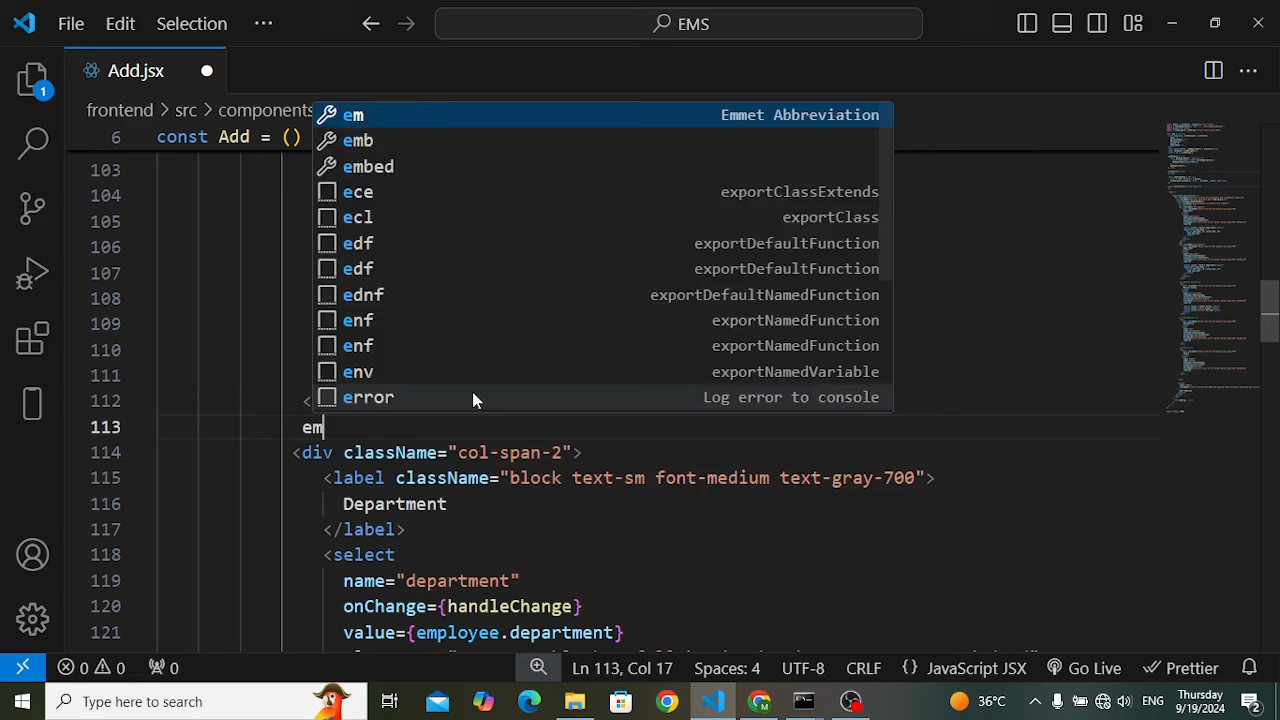 File Edit Selection ··· EMS
Add.jsx
frontend > src > components
6 const Add = ()
em Emmet Abbreviation
emb
embed
ece exportClassExtends
ecl exportClass
edf exportDefaultFunction
edf exportDefaultFunction
ednf exportDefaultNamedFunction
enf exportNamedFunction
enf exportNamedFunction
env exportNamedVariable
error Log error to console
1
103
104
105
106
107
108
109
110
111
112 <
113 em
114 <div className="col-span-2">
115 <label className="block text-sm font-medium text-gray-700">
116 Department
117 </label>
118 <select
119 name="department"
120 onChange={handleChange}
121 value={employee.department}
0 0 0 Ln 113, Col 17 Spaces: 4 UTF-8 CRLF {} JavaScript JSX Go Live Prettier
Type here to search 36°C ENG Thursday
9/19/2024 2